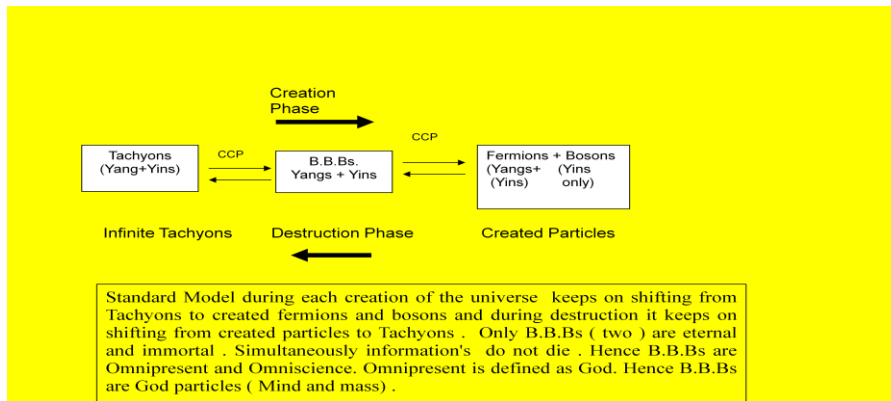 Creation
Phase
CCP
CCP
Tachyons
(Yang+Yins)
B.B.Bs.
Yangs + Yins
Fermions + Bosons
(Yangs+ (Yins
(Yins) only)
Infinite Tachyons
Destruction Phase
Created Particles
Standard Model during each creation of the universe keeps on shifting from
Tachyons to created fermions and bosons and during destruction it keeps on
shifting from created particles to Tachyons . Only B.B.Bs ( two ) are eternal
and immortal . Simultaneously information's do not die . Hence B.B.Bs are
Omnipresent and Omniscience. Omnipresent is defined as God. Hence B.B.Bs
are God particles ( Mind and mass) .